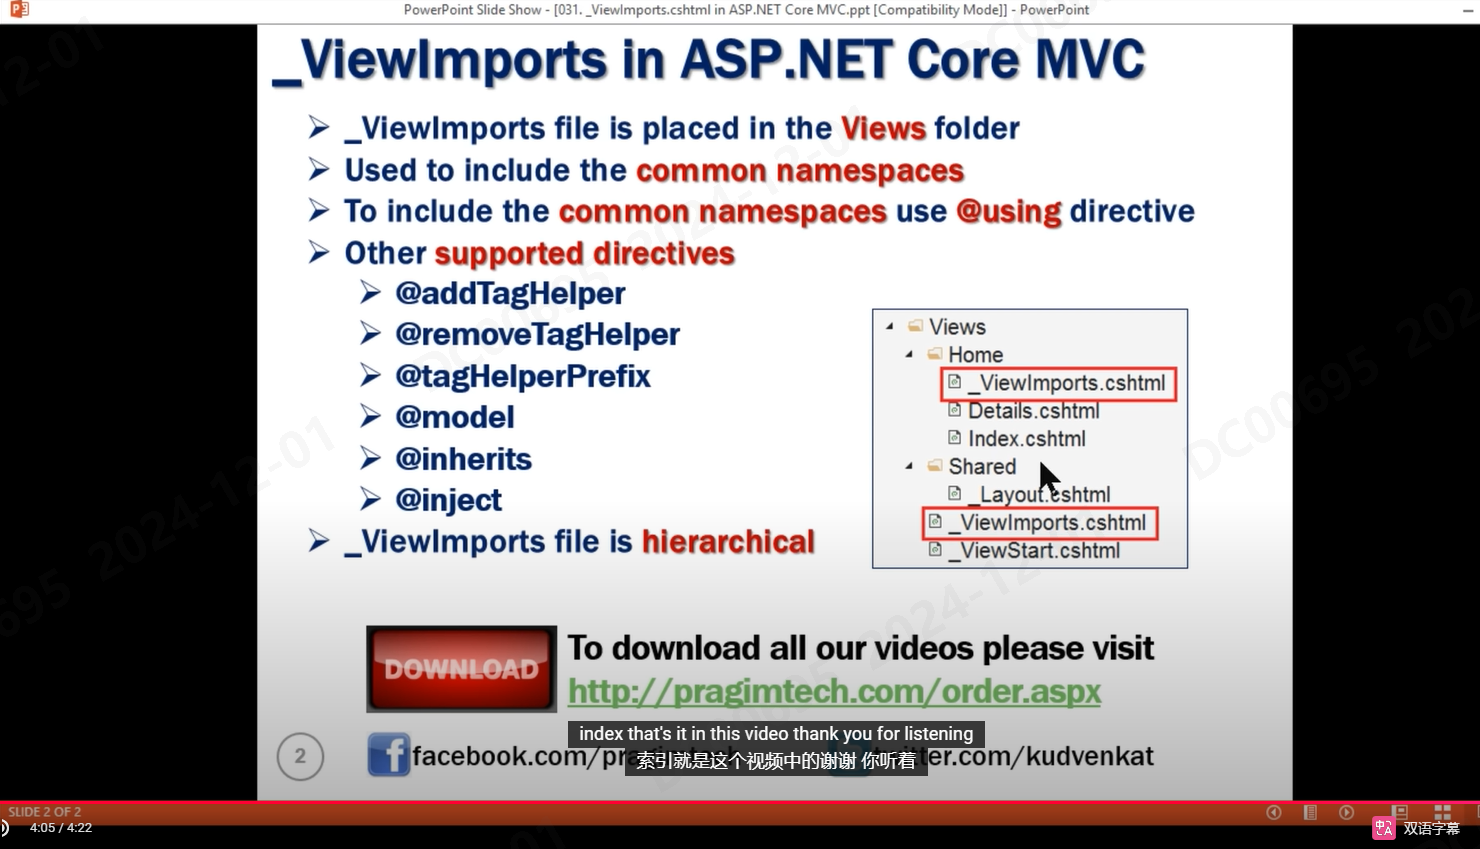 PowerPoint Slide Show - [031. _ViewImports.cshtml in ASP.NET Core MVC.ppt [Compatibility Mode]] - PowerPoint
_ViewImports in ASP.NET Core MVC
_ViewImports file is placed in the Views folder
Used to include the common namespaces
To include the common namespaces use @using directive
Other supported directives
@addTagHelper
@removeTagHelper
@tagHelperPrefix
@model
@inherits
@inject
_ViewImports file is hierarchical
Views
Home
_ViewImports.cshtml
Details.cshtml
Index.cshtml
Shared
_Layout.cshtml
_ViewImports.cshtml
_ViewStart.cshtml
DOWNLOAD
To download all our videos please visit
http://pragimtech.com/order.aspx
index that's it in this video thank you for listening
索引就是这个视频中的谢谢 你听着
2
facebook.com/pragimtech
twitter.com/kudvenkat
SLIDE 2 OF 2
4:05 / 4:22
双语字幕
DC00695 2024-12-01